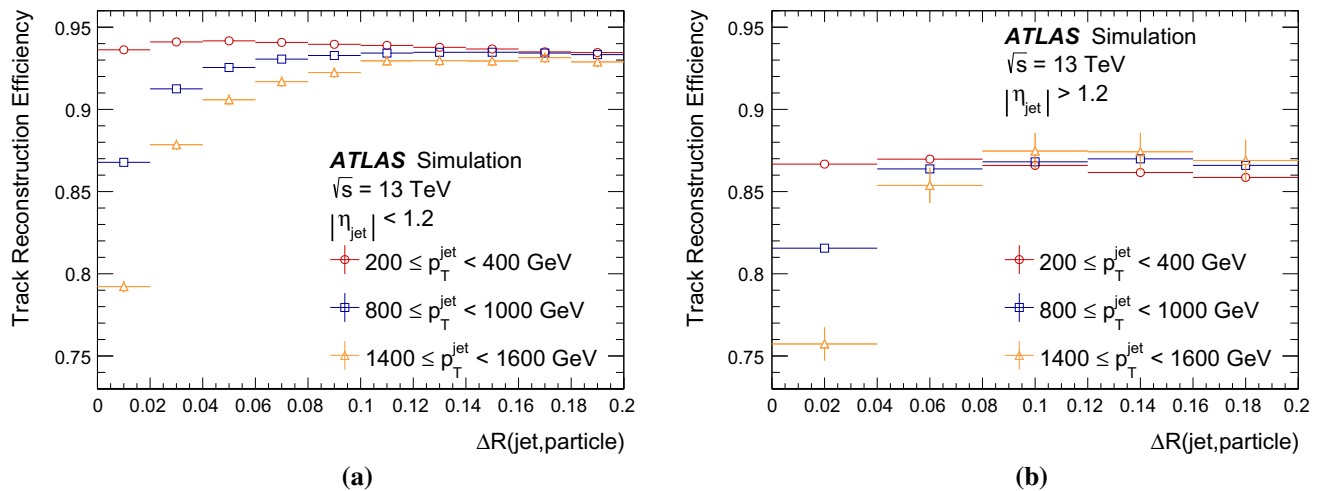 Track Reconstruction Efficiency
0.95
0.9
0.85
0.8
0.75
ATLAS Simulation
√s = 13 TeV
|η_jet| < 1.2
200 ≤ p_T^jet < 400 GeV
800 ≤ p_T^jet < 1000 GeV
1400 ≤ p_T^jet < 1600 GeV
0 0.02 0.04 0.06 0.08 0.1 0.12 0.14 0.16 0.18 0.2
ΔR(jet,particle)
(a)
Track Reconstruction Efficiency
0.95
0.9
0.85
0.8
0.75
ATLAS Simulation
√s = 13 TeV
|η_jet| > 1.2
200 ≤ p_T^jet < 400 GeV
800 ≤ p_T^jet < 1000 GeV
1400 ≤ p_T^jet < 1600 GeV
0 0.02 0.04 0.06 0.08 0.1 0.12 0.14 0.16 0.18 0.2
ΔR(jet,particle)
(b)